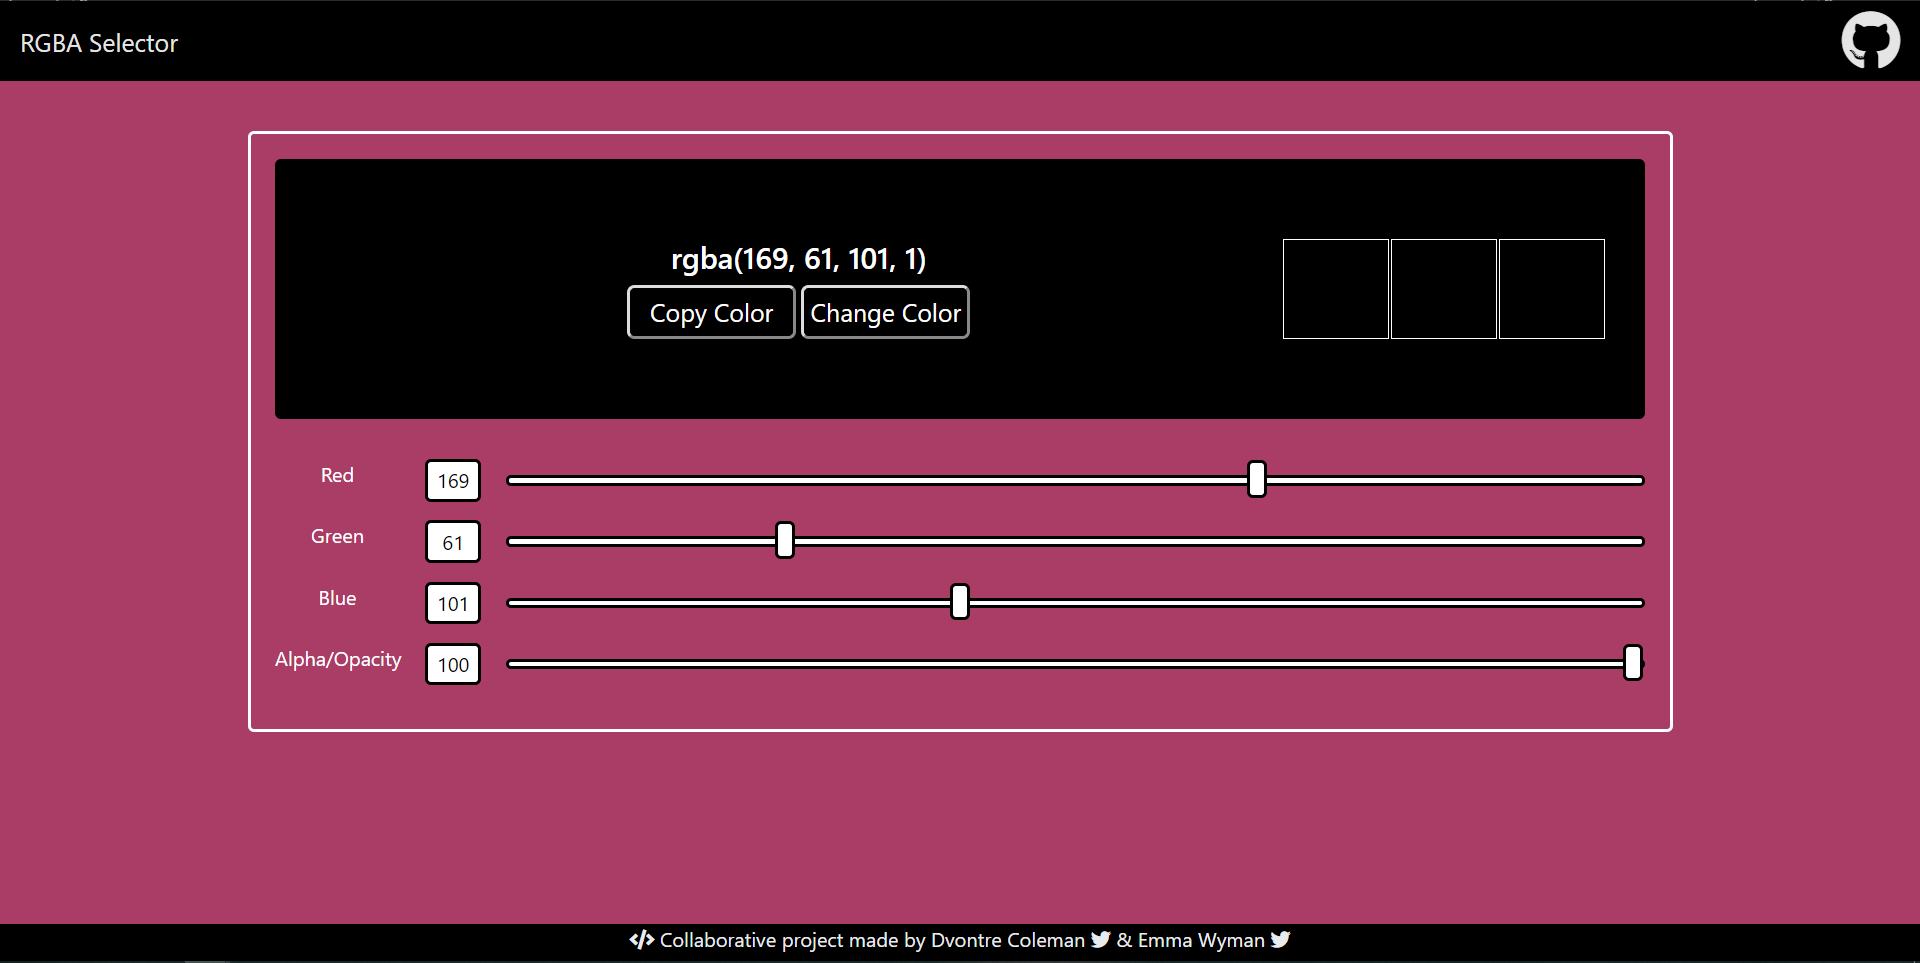 RGBA Selector
rgba(169, 61, 101, 1)
Copy Color
Change Color
Red
169
Green
61
Blue
101
Alpha/Opacity
100
Collaborative project made by Dvontre Coleman & Emma Wyman